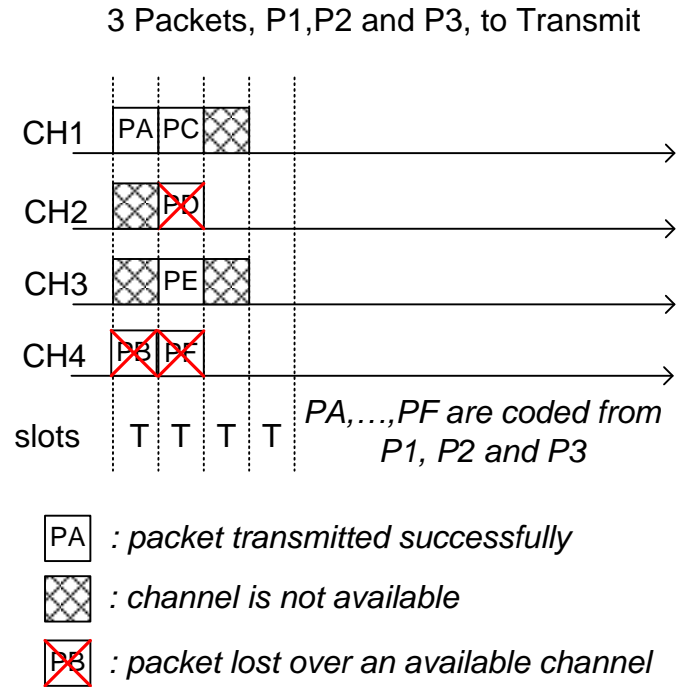 3 Packets, P1,P2 and P3, to Transmit
CH1 PA PC
CH2 PD
CH3 PE
CH4 PB PF
slots T T T T
PA,...,PF are coded from
P1, P2 and P3
PA : packet transmitted successfully
: channel is not available
PB : packet lost over an available channel